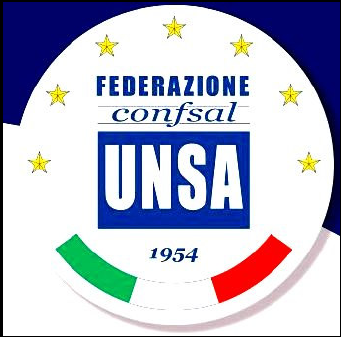 FEDERAZIONE
confsal
UNSA
1954